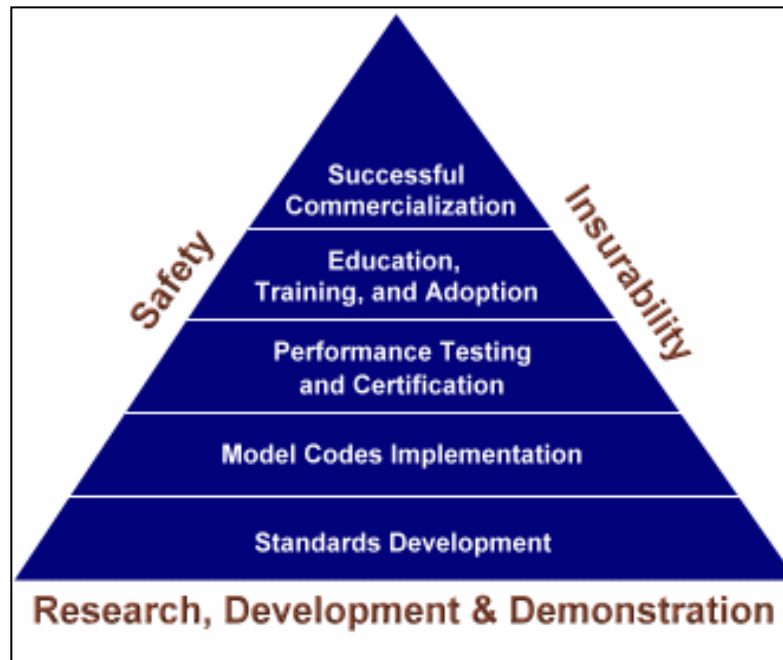 Successful
Commercialization
Safety
Insurability
Education,
Training, and Adoption
Performance Testing
and Certification
Model Codes Implementation
Standards Development
Research, Development & Demonstration